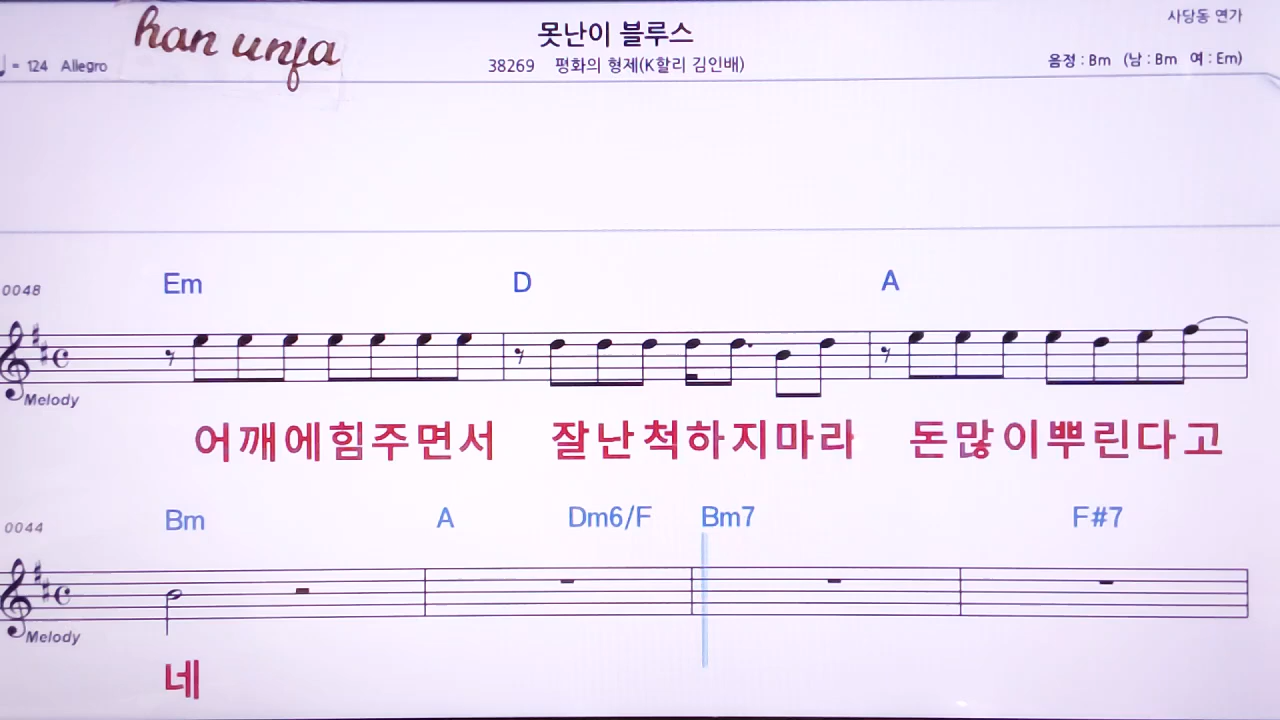 han unfa
못난이 블루스
사당동 연가
♩ = 124 Allegro
38269 평화의 형제(K할리 김인배)
음정 : Bm (남 : Bm 여 : Em)
0048
Em D A
Melody
어깨에힘주면서 잘난척하지마라 돈많이뿌린다고
0044
Bm A Dm6/F Bm7 F#7
Melody
네